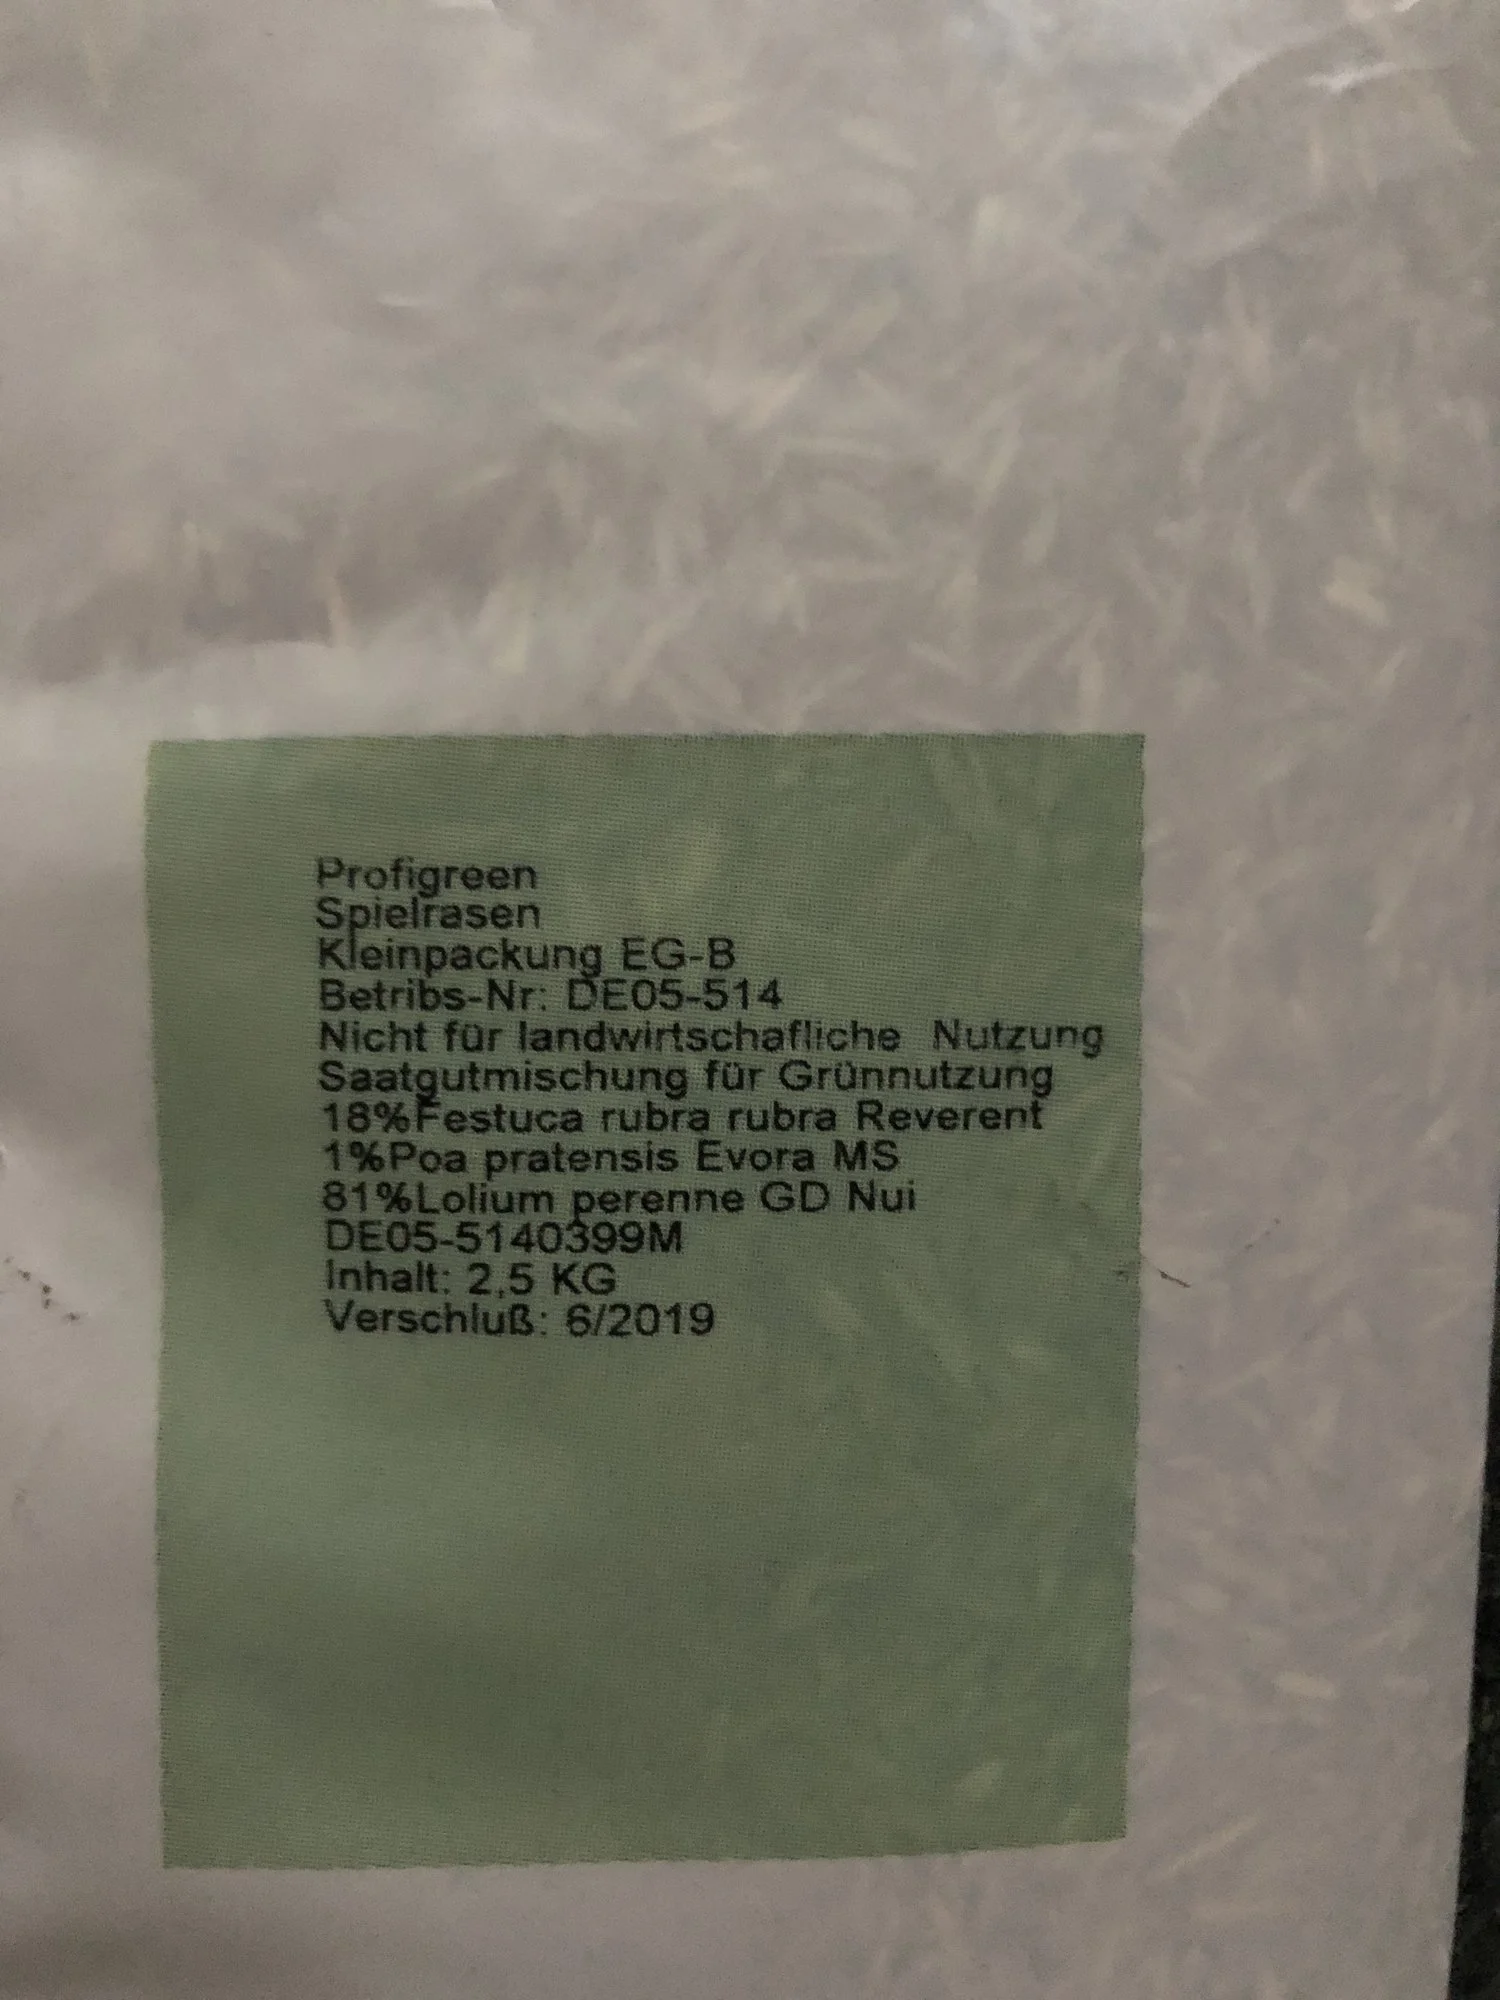 Profigreen
Spielrasen
Kleinpackung EG-B
Betribs-Nr: DE05-514
Nicht für landwirtschafliche Nutzung
Saatgutmischung für Grünnutzung
18%Festuca rubra rubra Reverent
1%Poa pratensis Evora MS
81%Lolium perenne GD Nui
DE05-5140399M
Inhalt: 2,5 KG
Verschluß: 6/2019